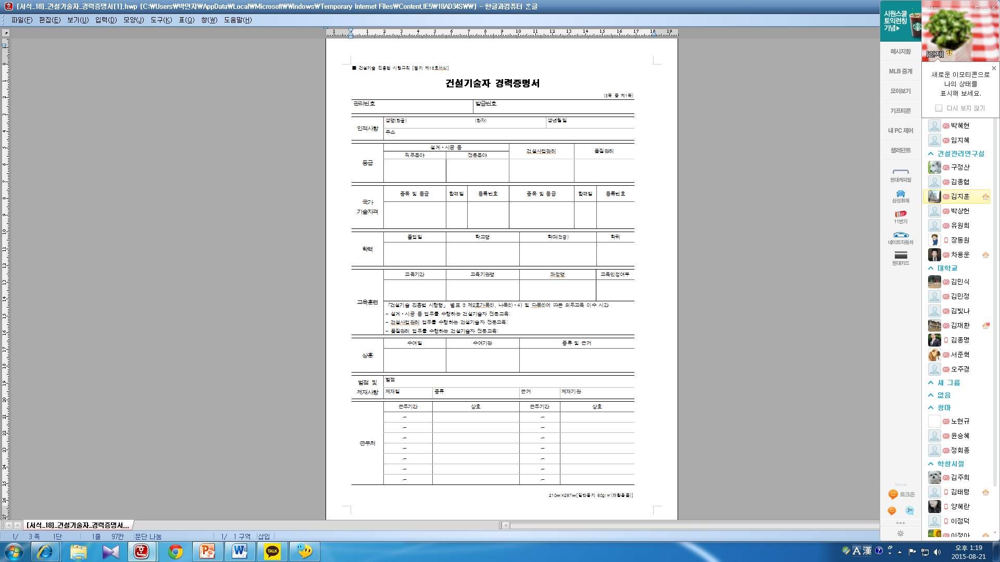 [서식_18]_건설기술자_경력증명서[1].hwp [C:\Users\박인지\AppData\Local\Microsoft\Windows\Temporary Internet Files\Content.IE5\18AD34S\\] - 한글과컴퓨터 한글
파일(F) 편집(E) 보기(U) 입력(D) 모양(J) 도구(K) 표(Q) 창(W) 도움말(H)
■ 건설기술 진흥법 시행규칙 [별지 제18호서식]
건설기술자 경력증명서
(3쪽 중 제1쪽)
관리번호 발급번호
인적사항 성명(한글) (한자) 생년월일
주소
등급 설계·시공 등 건설사업관리 품질관리
직무분야 전문분야
국가
기술자격
종목 및 등급 합격일 등록번호 종목 및 등급 합격일 등록번호
학력 졸업일 학교명 학과(전공) 학위
교육훈련 교육기간 교육기관명 과정명 교육인정여부
「건설기술 진흥법 시행령」 별표 3 제2호가목3), 나목3)·4) 및 다목3)에 따른 의무교육 이수 시간
- 설계·시공 등 업무를 수행하는 건설기술자 전문교육:
- 건설사업관리 업무를 수행하는 건설기술자 전문교육:
- 품질관리 업무를 수행하는 건설기술자 전문교육:
상훈 수여일 수여기관 종류 및 근거
벌점 및
제재사항
벌점
제재일 종류 근거 제재기관
근무처 근무기간 상호 근무기간 상호
~ ~
~ ~
~ ~
~ ~
~ ~
~ ~
~ ~
210㎜×297㎜[일반용지 60g/㎡(재활용품)]
[서식_18]_건설기술자_경력증명서...
1/ 3 쪽 1단 1줄 97칸 문단 나눔 1/ 1 구역 삽입
시원스쿨
토익런칭
기념▶
메시지함
MLB 중계
모아보기
기프티콘
내 PC 제어
샐러던트
현대캐피탈
삼성화재
11번가
네이트자동차
현대카드
토크온
MENU
[인지]
새로운 이모티콘으로
나의 상태를
표시해 보세요.
다시 보지 않기
박혜현
임지혜
건설관리연구실
구정산
김종협
김지훈
박상헌
유원희
장동원
차용운
대학교
김민식
김민정
김빛나
김재환
김종명
서준혁
오주경
새 그룹
없음
청마
노현규
윤승혜
정회종
학창시절
김주희
김태령
양혜란
이점덕
TALK
A 漢
오후 1:19
2015-08-21